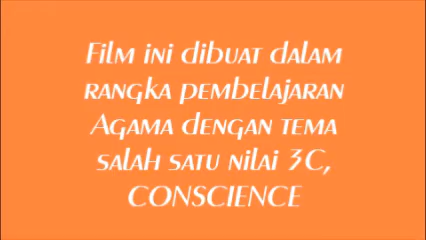 Film ini dibuat dalam
rangka pembelajaran
Agama dengan tema
salah satu nilai 3C,
CONSCIENCE